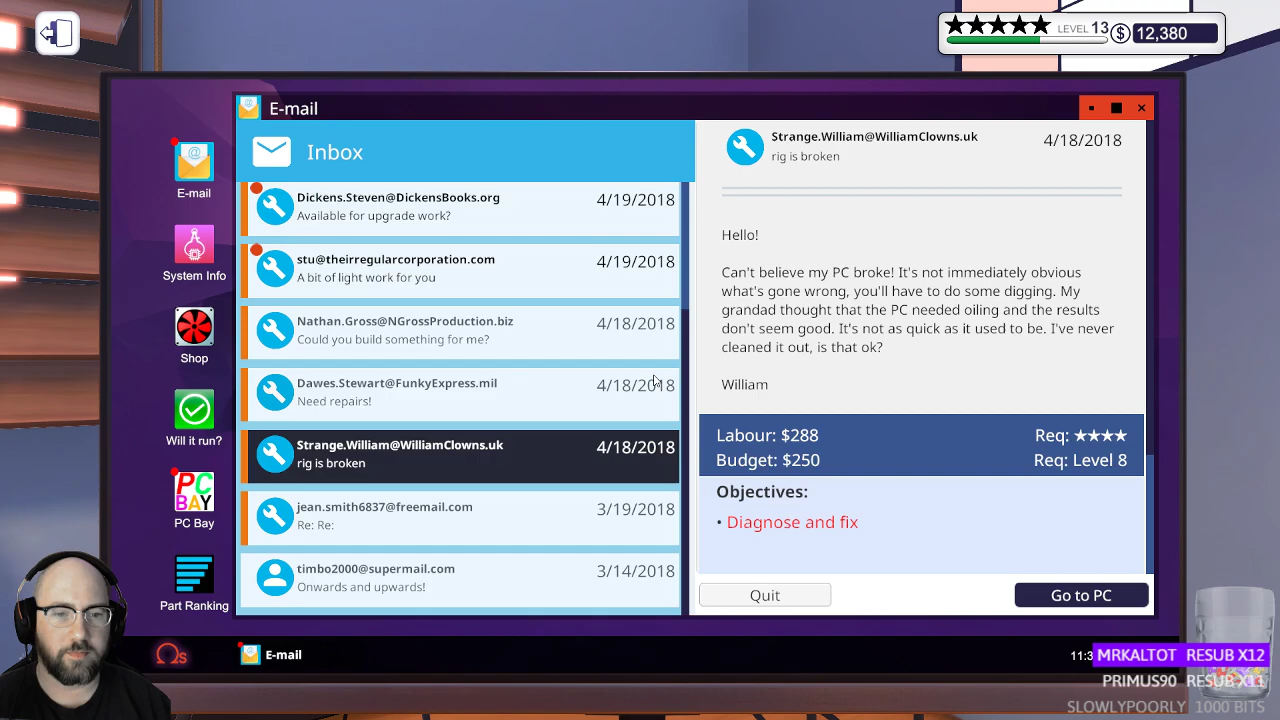 LEVEL 13
$ 12,380
E-mail
Inbox
E-mail
System Info
Shop
Will it run?
PC BAY
PC Bay
Part Ranking
Dickens.Steven@DickensBooks.org 4/19/2018
Available for upgrade work?
stu@theirregularcorporation.com 4/19/2018
A bit of light work for you
Nathan.Gross@NGrossProduction.biz 4/18/2018
Could you build something for me?
Dawes.Stewart@FunkyExpress.mil 4/18/2018
Need repairs!
Strange.William@WilliamClowns.uk 4/18/2018
rig is broken
jean.smith6837@freemail.com 3/19/2018
Re: Re:
timbo2000@supermail.com 3/14/2018
Onwards and upwards!
Strange.William@WilliamClowns.uk 4/18/2018
rig is broken
Hello!
Can't believe my PC broke! It's not immediately obvious
what's gone wrong, you'll have to do some digging. My
grandad thought that the PC needed oiling and the results
don't seem good. It's not as quick as it used to be. I've never
cleaned it out, is that ok?
William
Labour: $288 Req: ★★★★
Budget: $250 Req: Level 8
Objectives:
• Diagnose and fix
Quit
Go to PC
Ωs
E-mail
11:3
MRKALTOT RESUB X12
PRIMUS90 RESUB X11
SLOWLYPOORLY 1000 BITS